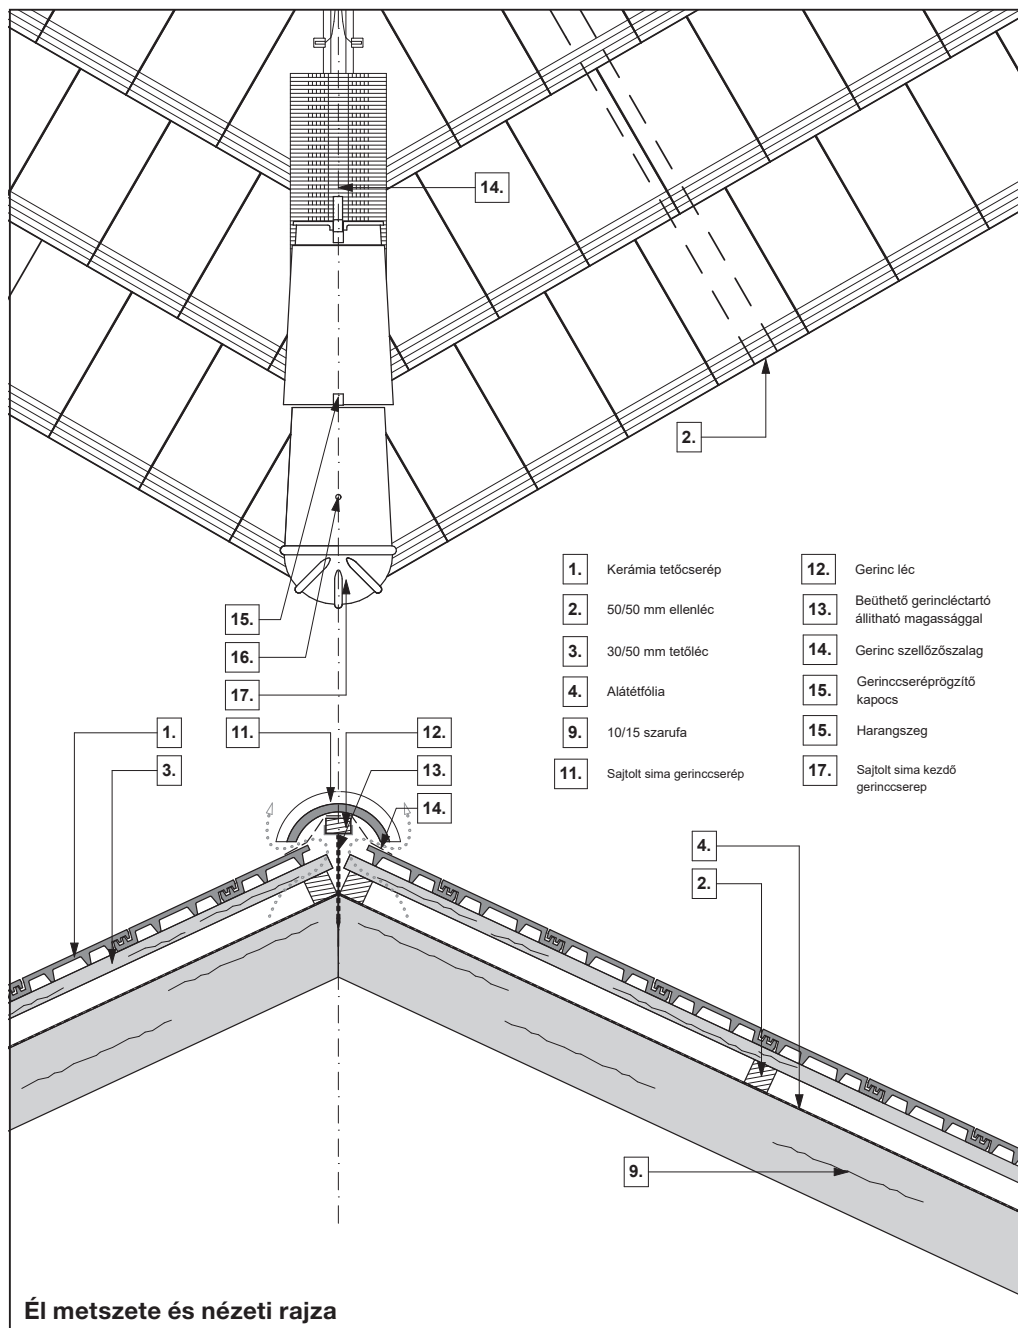 14.
2.
15.
16.
17.
1. Kerámia tetőcserép
2. 50/50 mm ellenléc
3. 30/50 mm tetőléc
4. Alátétfólia
9. 10/15 szarufa
11. Sajtolt sima gerinccserép
12. Gerinc léc
13. Beüthető gerincléctartó
állitható magassággal
14. Gerinc szellőzőszalag
15. Gerinccseréprögzítő
kapocs
15. Harangszeg
17. Sajtolt sima kezdő
gerinccserep
1.
3.
11.
12.
13.
14.
4.
2.
9.
Él metszete és nézeti rajza